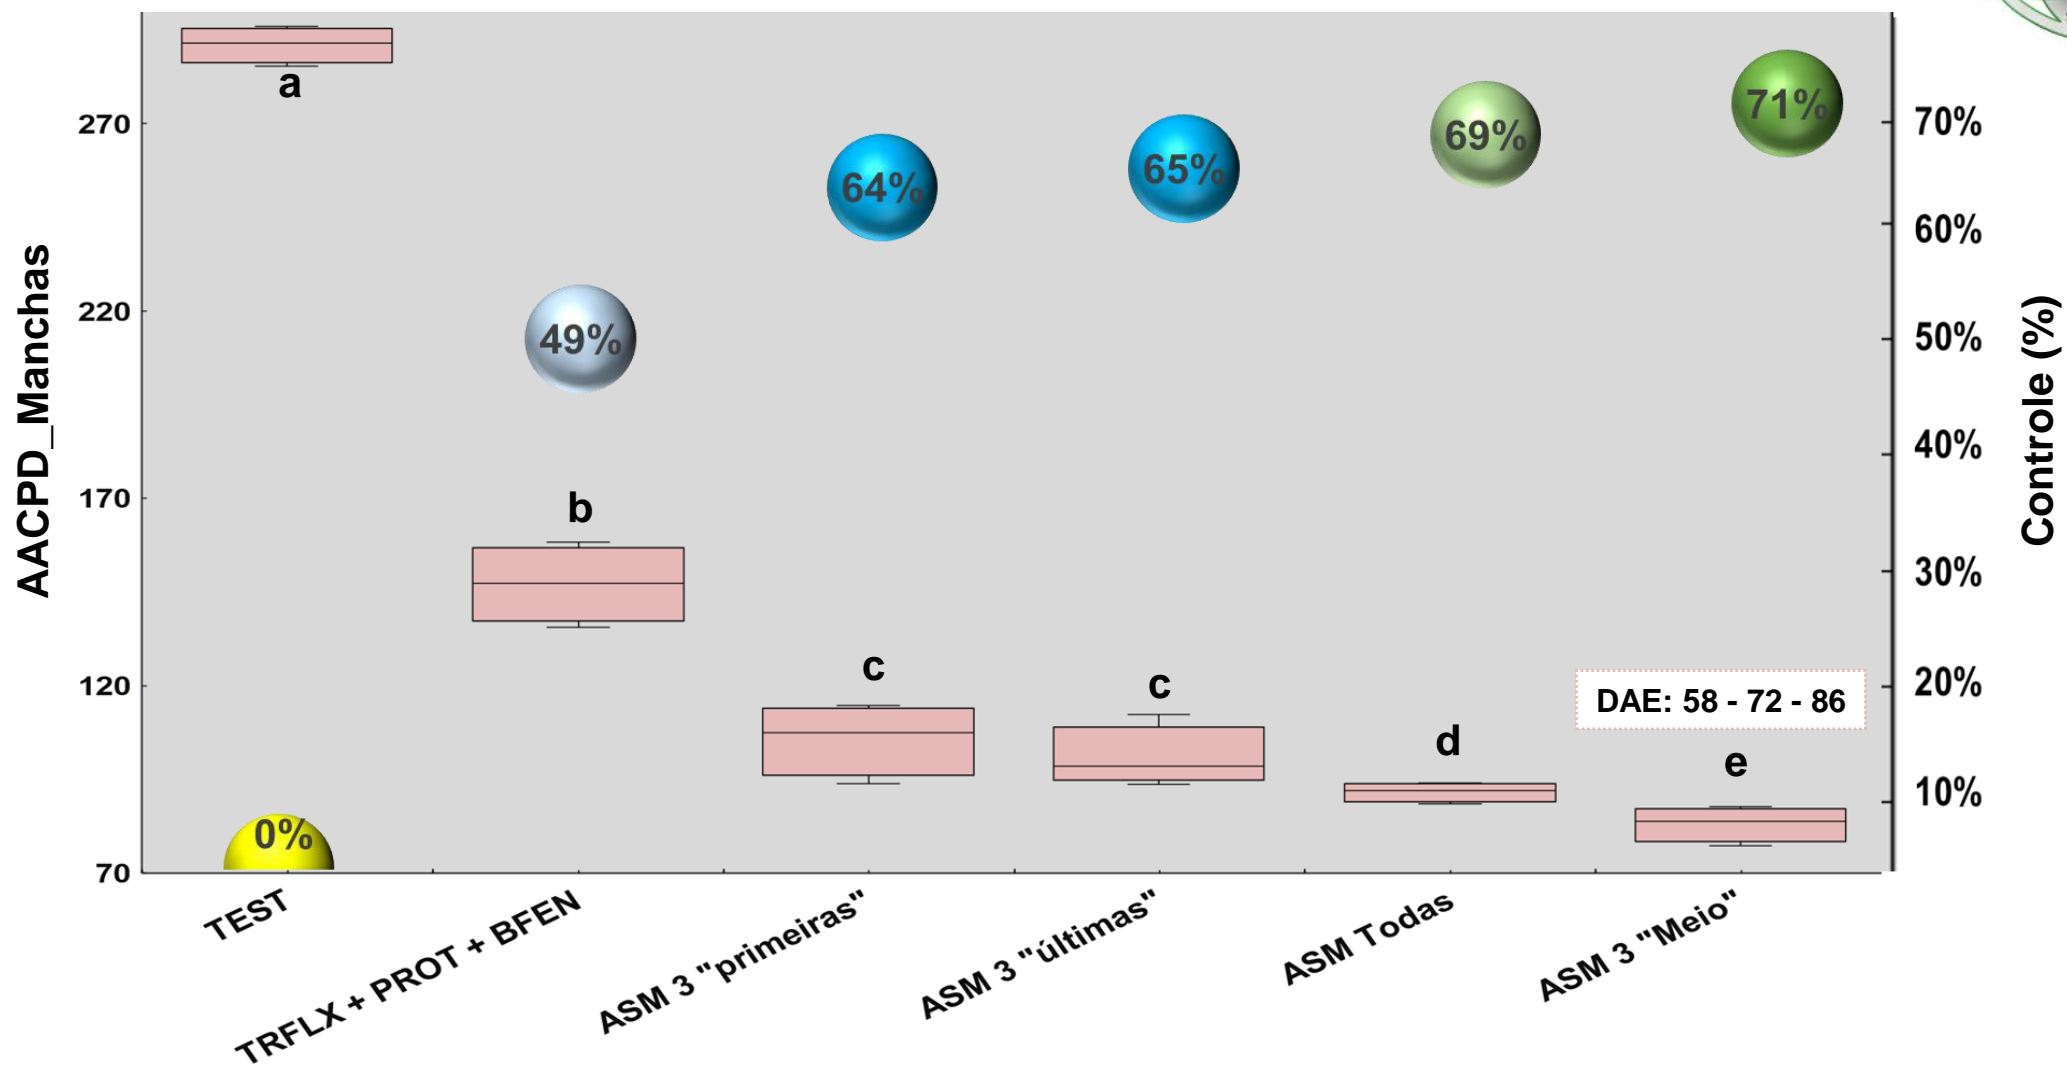 AACPD_Manchas
270
220
170
120
70
a
b
c
c
d
e
0%
49%
64%
65%
69%
71%
DAE: 58 - 72 - 86
70%
60%
50%
40%
30%
20%
10%
Controle (%)
TEST
TRFLX + PROT + BFEN
ASM 3 "primeiras"
ASM 3 "últimas"
ASM Todas
ASM 3 "Meio"